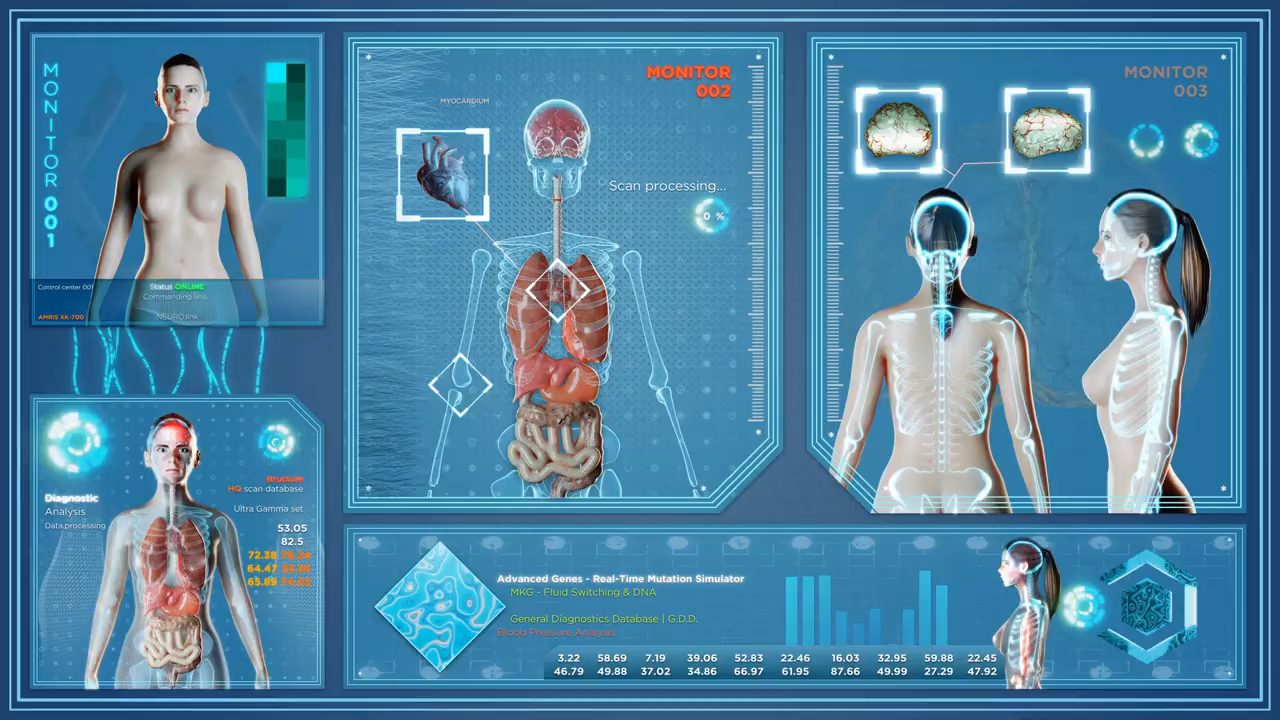 MONITOR 001
Control center 001
Status ONLINE
Commanding line..
AMRIS XK-700
NEURO.link
MYOCARDIUM
MONITOR
002
Scan processing...
0 %
MONITOR
003
Diagnostic
Analysis
Data.processing
structure
HQ scan database
Ultra Gamma set
53.05
82.5
72.38
64.47
65.69
Advanced Genes - Real-Time Mutation Simulator
MKG - Fluid Switching & DNA
General Diagnostics Database | G.D.D.
Blood Pressure Analysis
3.22 58.69 7.19 39.06 52.83 22.46 16.03 32.95 59.88 22.45
46.79 49.88 37.02 34.86 66.97 61.95 87.66 49.99 27.29 47.92